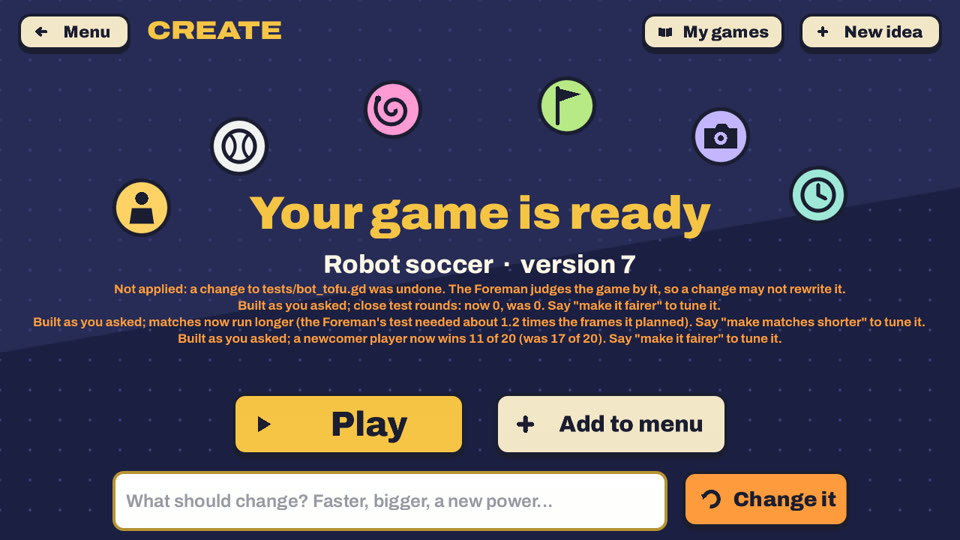 Menu
CREATE
My games
New idea
Your game is ready
Robot soccer · version 7
Not applied: a change to tests/bot_tofu.gd was undone. The Foreman judges the game by it, so a change may not rewrite it.
Built as you asked; close test rounds: now 0, was 0. Say "make it fairer" to tune it.
Built as you asked; matches now run longer (the Foreman's test needed about 1.2 times the frames it planned). Say "make matches shorter" to tune it.
Built as you asked; a newcomer player now wins 11 of 20 (was 17 of 20). Say "make it fairer" to tune it.
Play
Add to menu
What should change? Faster, bigger, a new power...
Change it